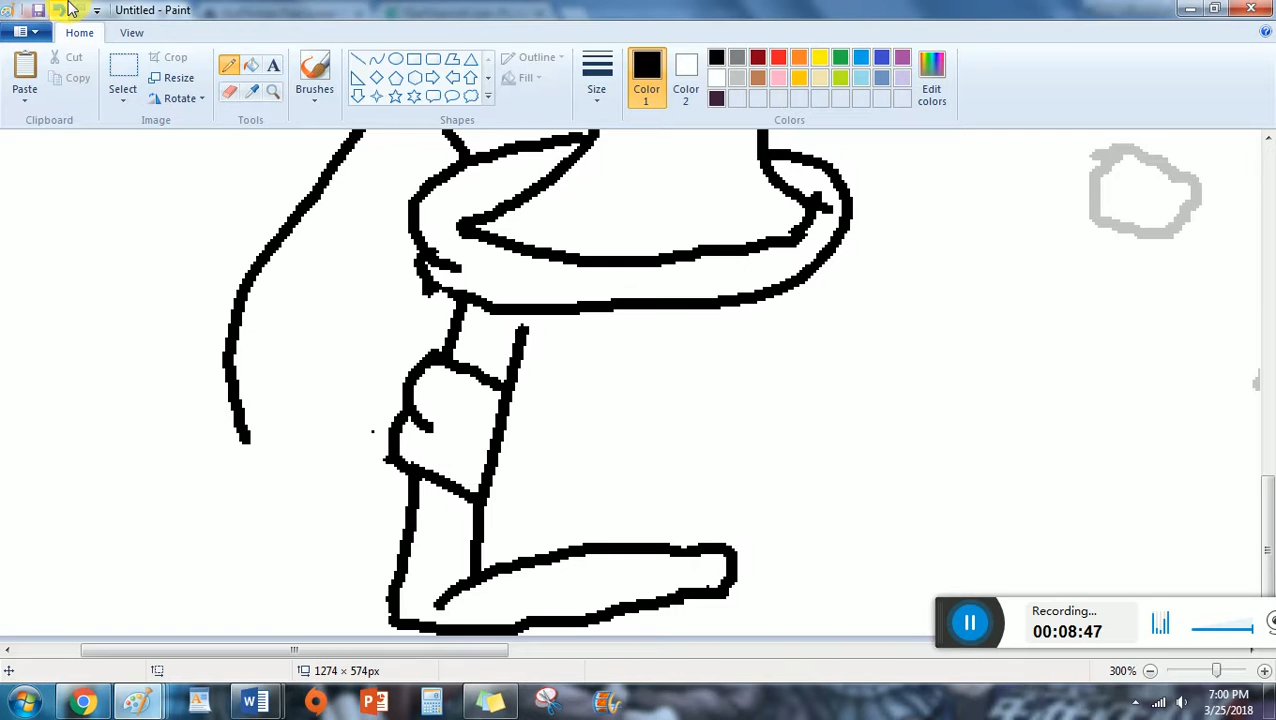 Untitled - Paint
Home
View
Paste
Cut
Copy
Clipboard
Select
Crop
Resize
Rotate
Image
Tools
Brushes
Outline
Fill
Shapes
Size
Color 1
Color 2
Edit colors
Colors
Recording...
00:08:47
1274 × 574px
300%
7:00 PM
3/25/2018